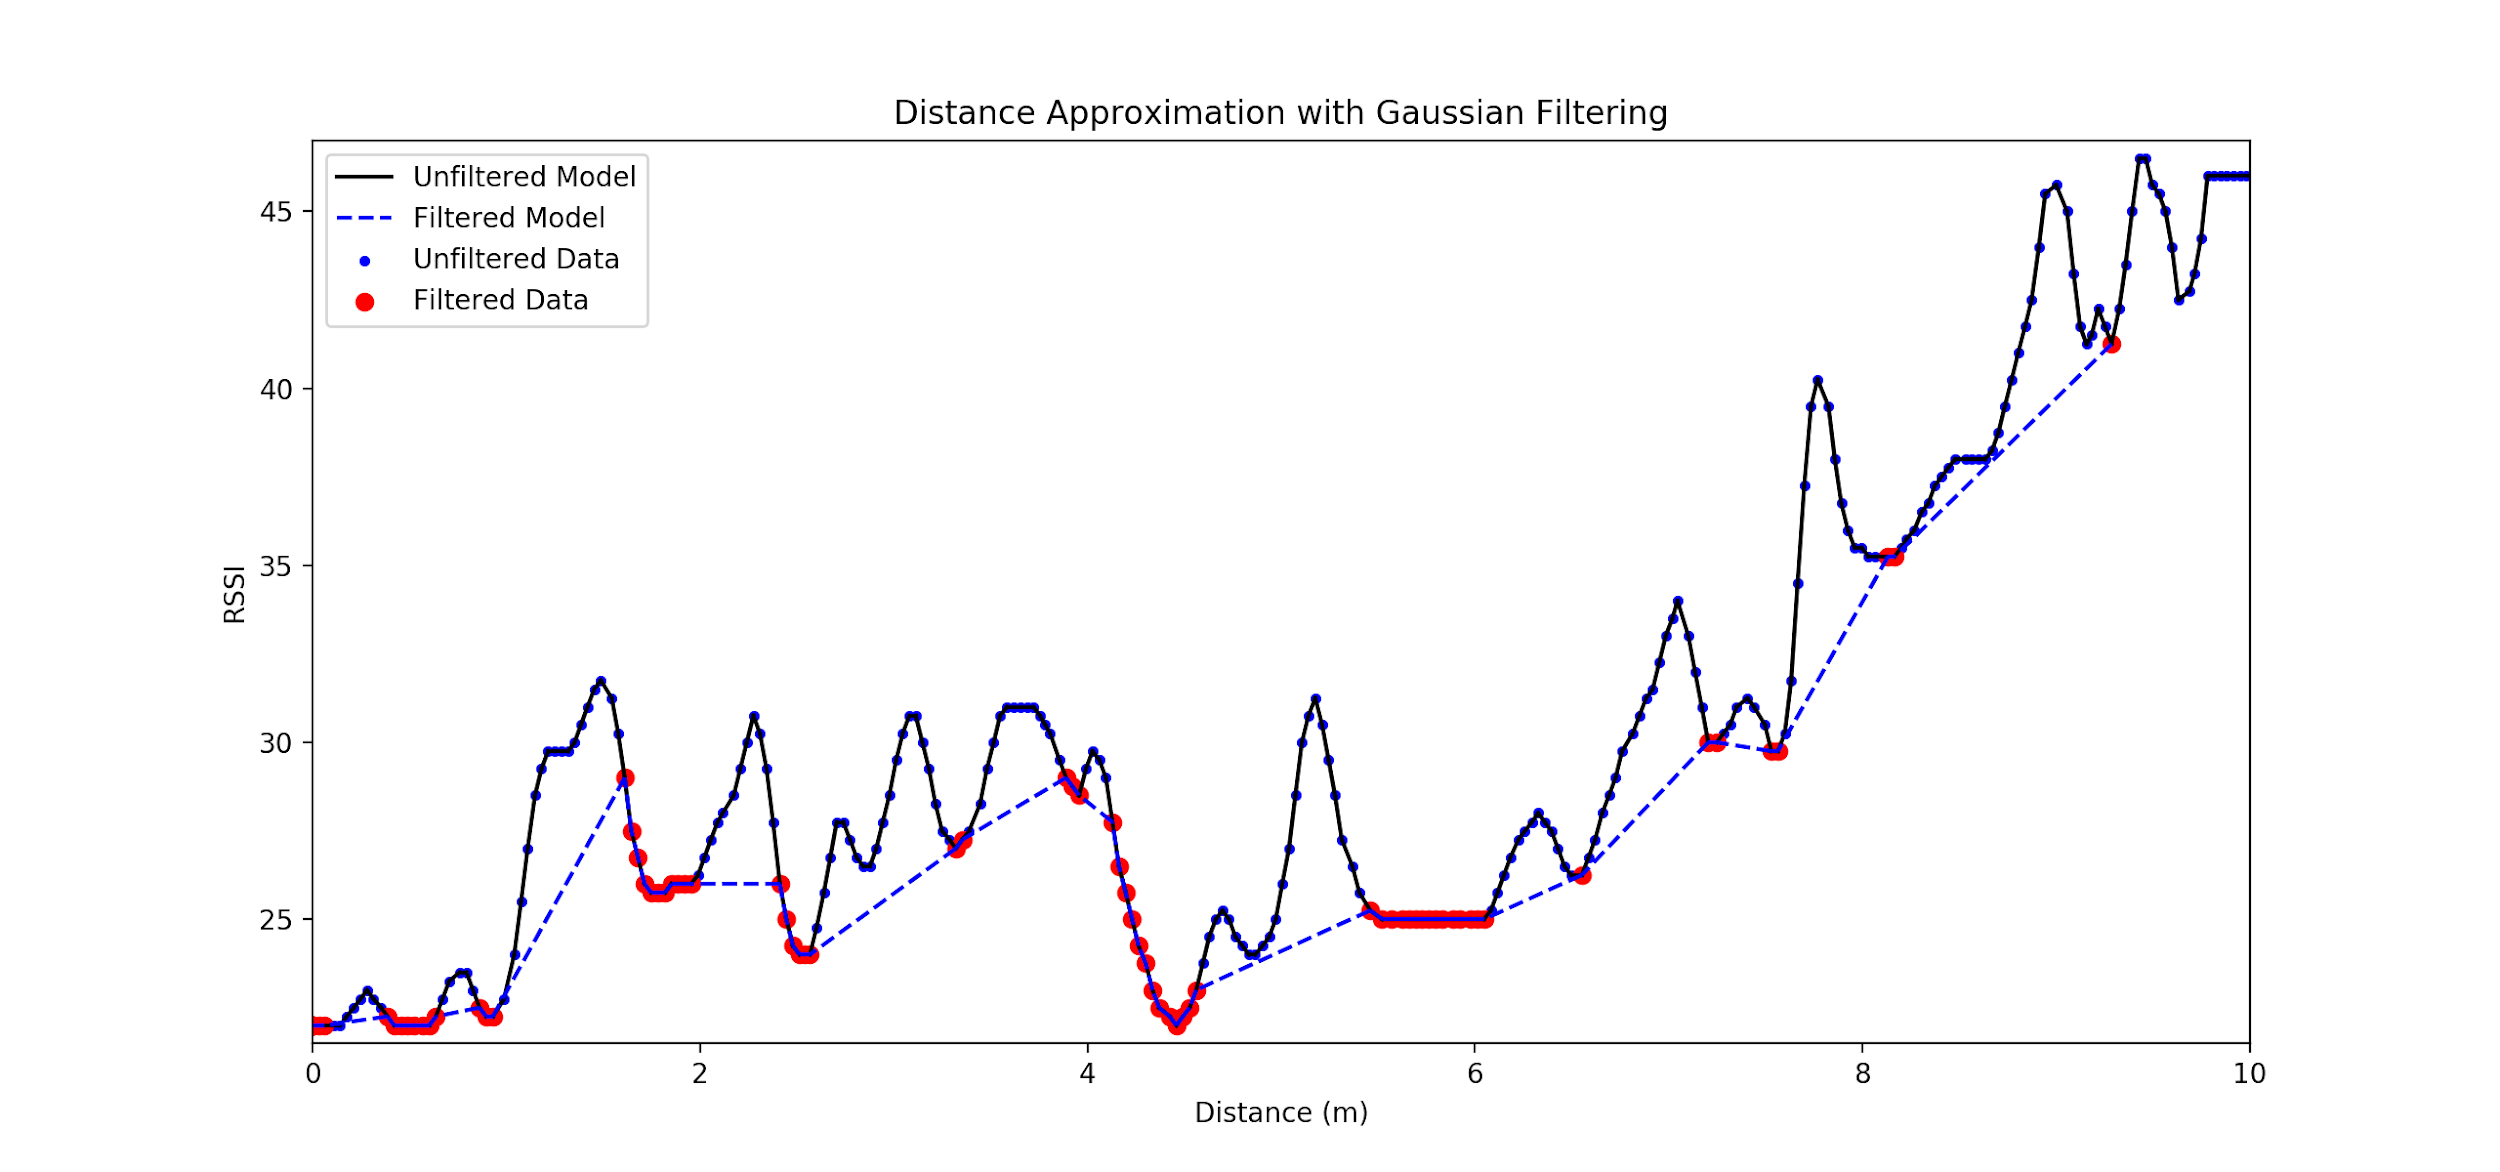 Distance Approximation with Gaussian Filtering
Unfiltered Model
Filtered Model
Unfiltered Data
Filtered Data
45
40
35
30
25
RSSI
0 2 4 6 8 10
Distance (m)